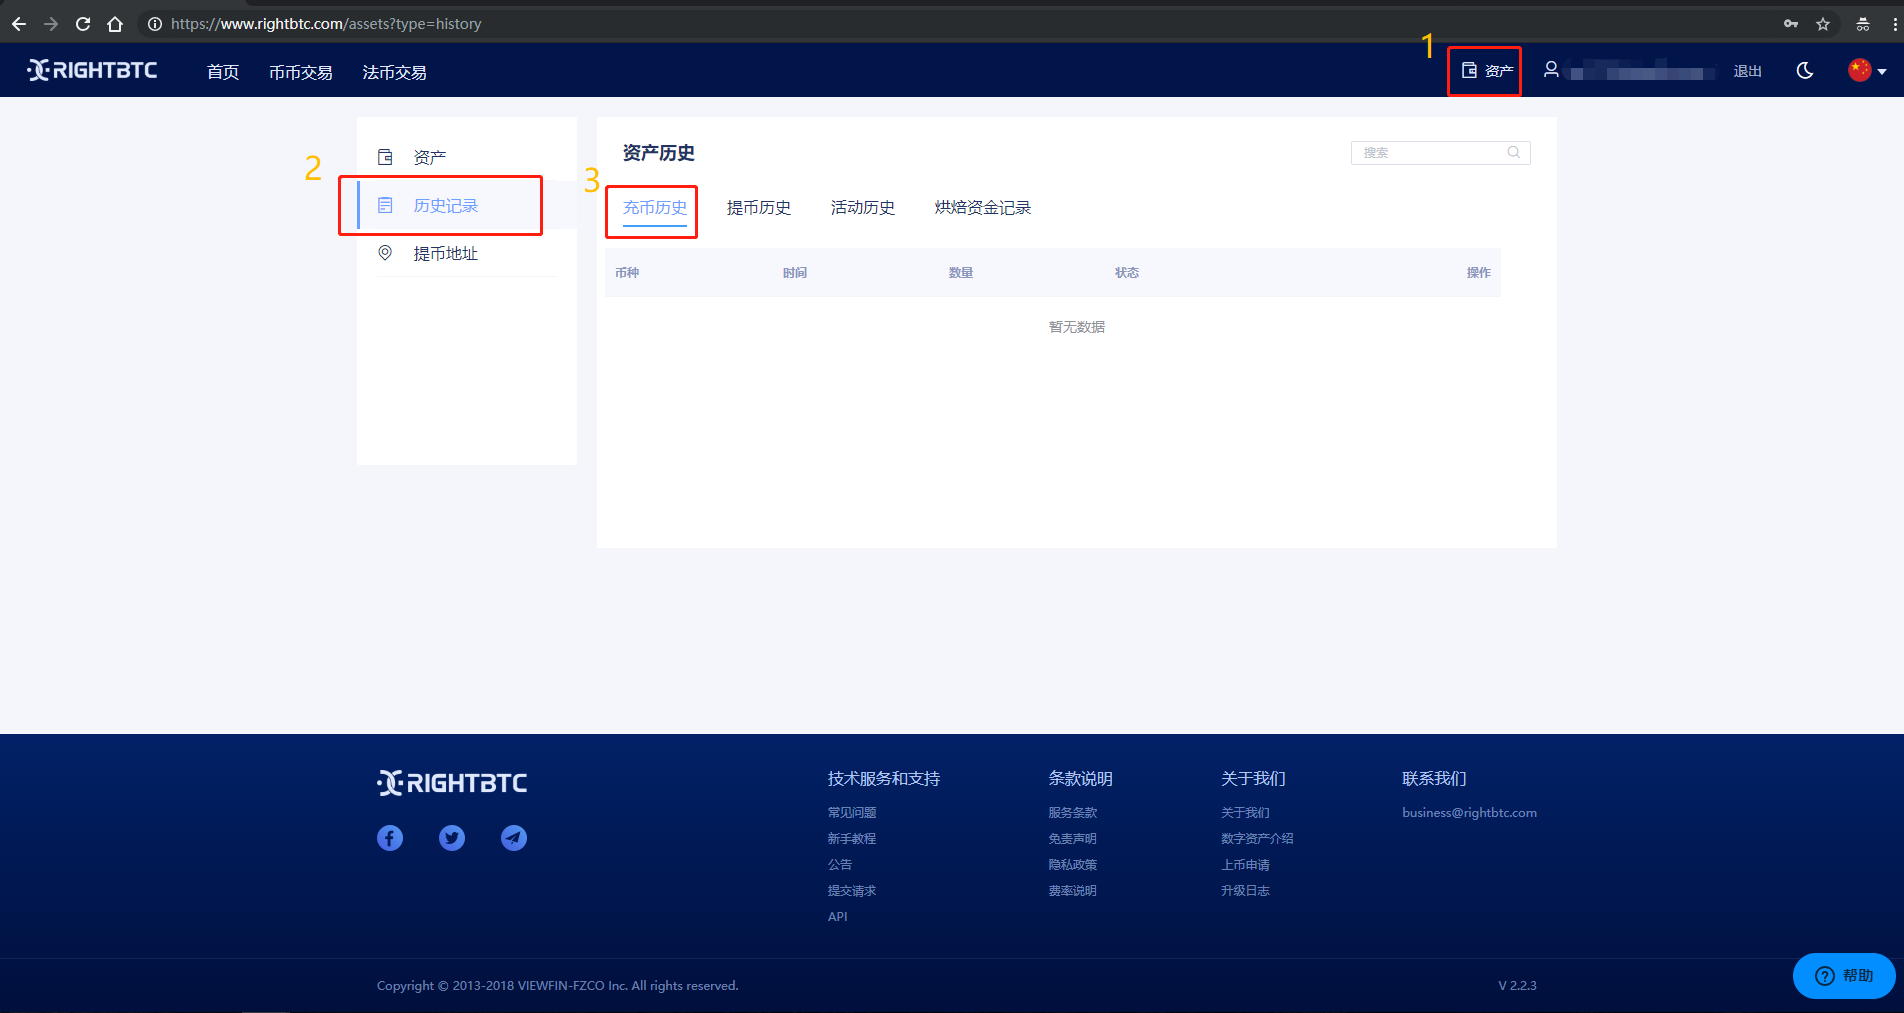 https://www.rightbtc.com/assets?type=history
RIGHTBTC 首页 币币交易 法币交易 1 资产 退出
2 资产
历史记录
提币地址
资产历史 搜索
3 充币历史 提币历史 活动历史 烘焙资金记录
币种 时间 数量 状态 操作
暂无数据
RIGHTBTC
技术服务和支持
常见问题
新手教程
公告
提交请求
API
条款说明
服务条款
免责声明
隐私政策
费率说明
关于我们
关于我们
数字资产介绍
上币申请
升级日志
联系我们
business@rightbtc.com
Copyright © 2013-2018 VIEWFIN-FZCO Inc. All rights reserved. V 2.2.3
帮助